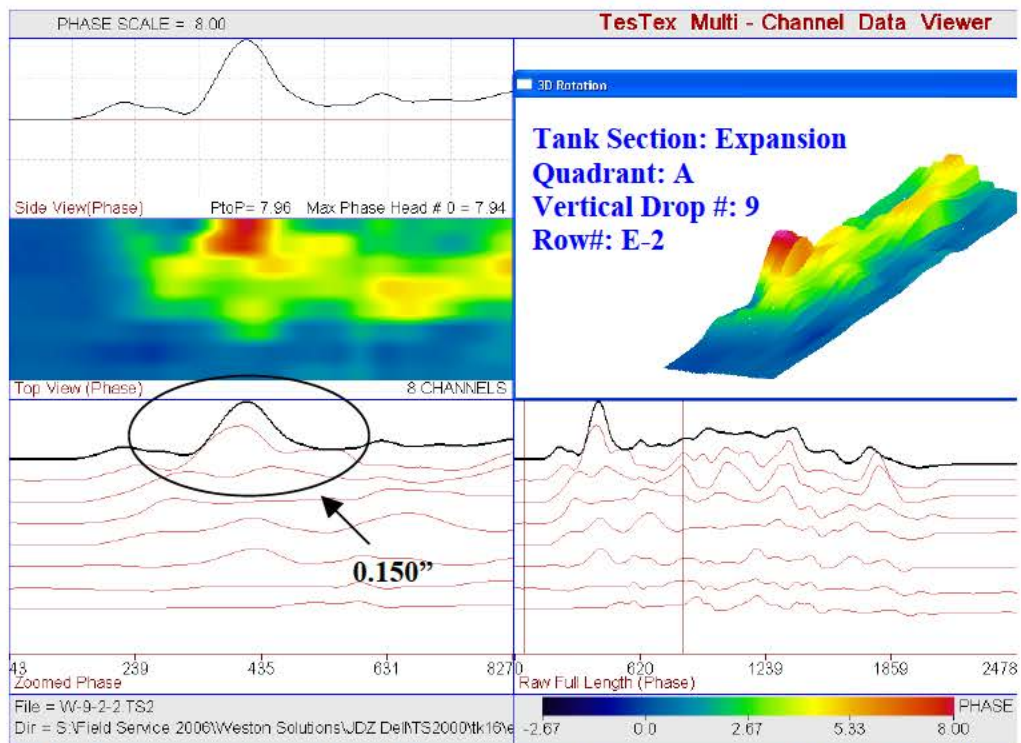 PHASE SCALE = 8.00
TesTex Multi - Channel Data Viewer
3D Rotation
Tank Section: Expansion
Quadrant: A
Vertical Drop #: 9
Row#: E-2
Side View(Phase) PtoP= 7.96 Max Phase Head # 0 = 7.94
Top View (Phase) 8 CHANNELS
0.150”
43 239 435 631 827
0 620 1239 1859 2478
Zoomed Phase
Raw Full Length (Phase)
File = W-9-2-2.TS2
Dir = S:\Field Service 2006\Weston Solutions\JDZ Dell\TS2000\tk16\e
PHASE
-2.67 0.0 2.67 5.33 8.00